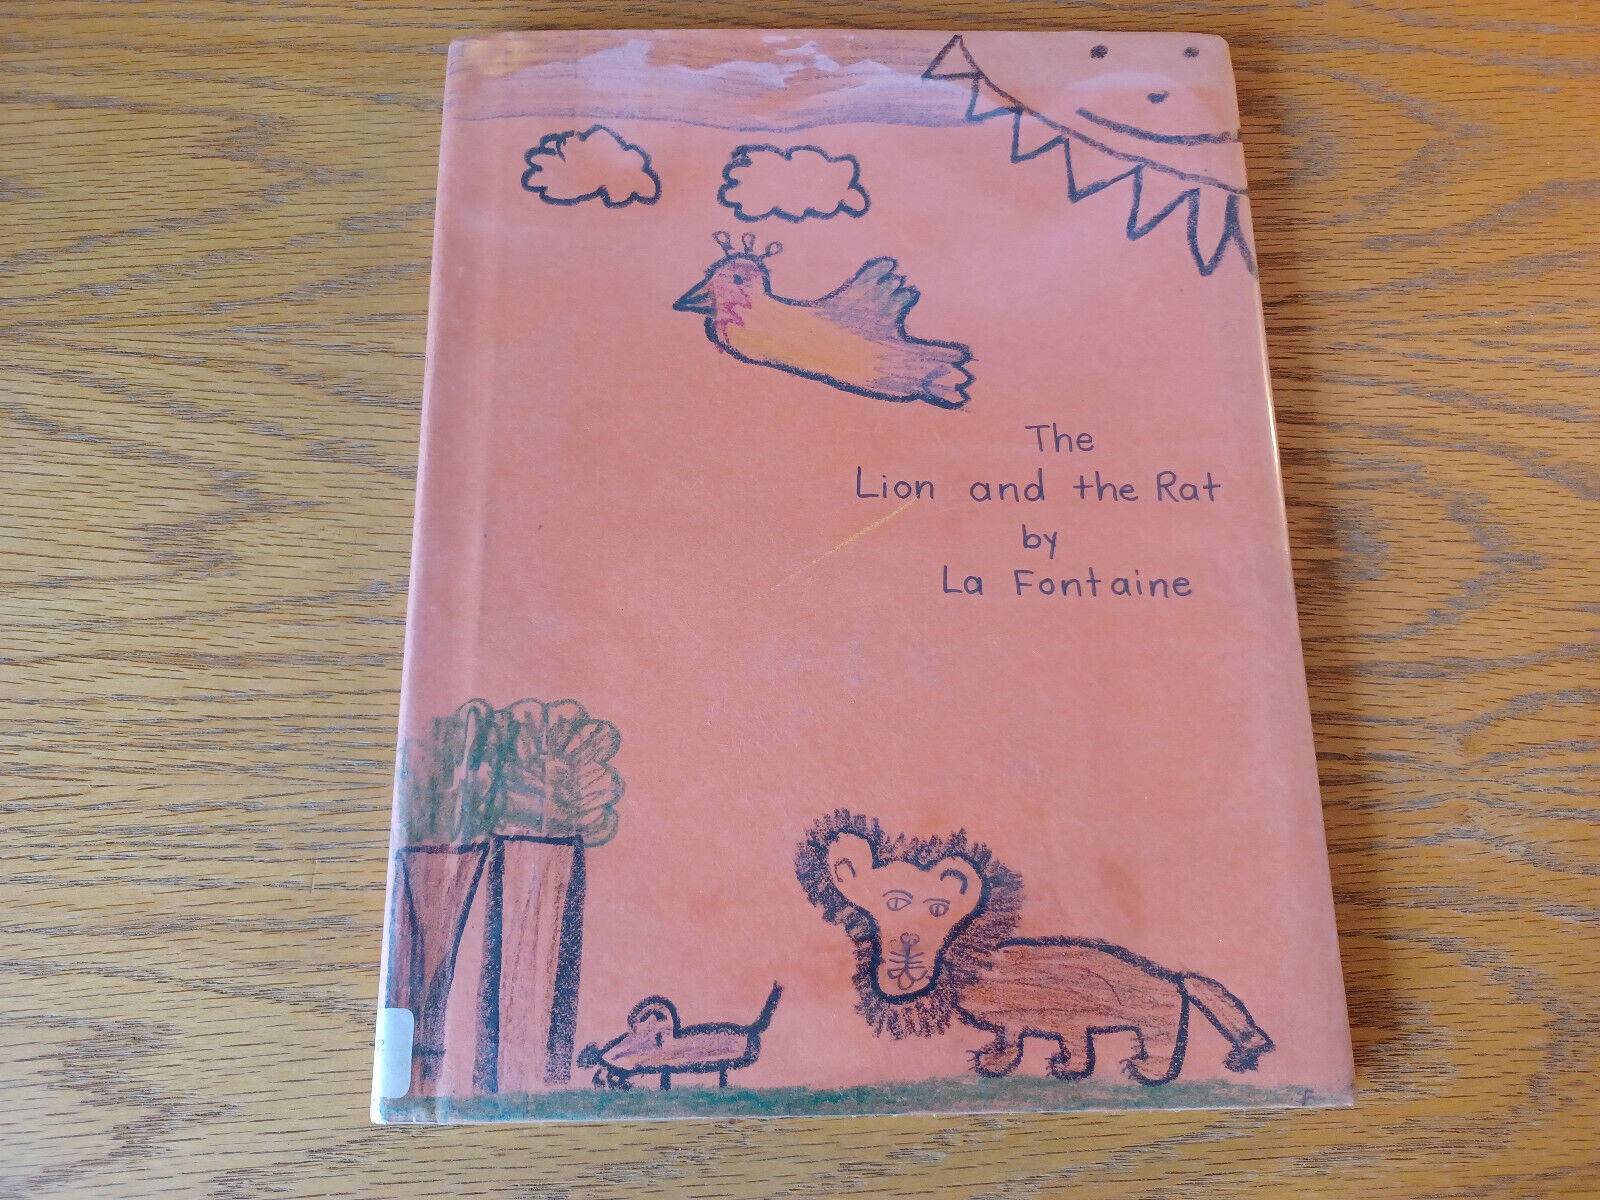 The
Lion and the Rat
by
La Fontaine